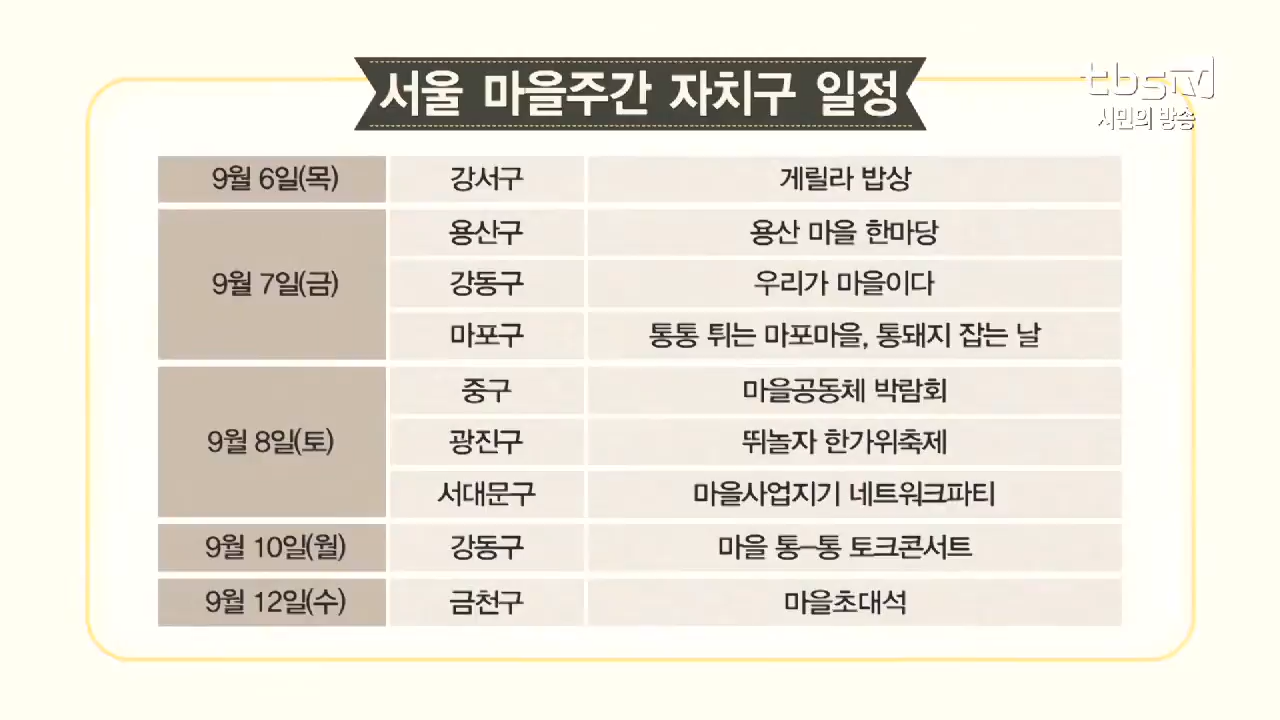 서울 마을주간 자치구 일정
tbs TV
시민의 방송
9월 6일(목) 강서구 게릴라 밥상
9월 7일(금) 용산구 용산 마을 한마당
강동구 우리가 마을이다
마포구 통통 튀는 마포마을, 통돼지 잡는 날
9월 8일(토) 중구 마을공동체 박람회
광진구 뛰놀자 한가위축제
서대문구 마을사업지기 네트워크파티
9월 10일(월) 강동구 마을 통-통 토크콘서트
9월 12일(수) 금천구 마을초대석